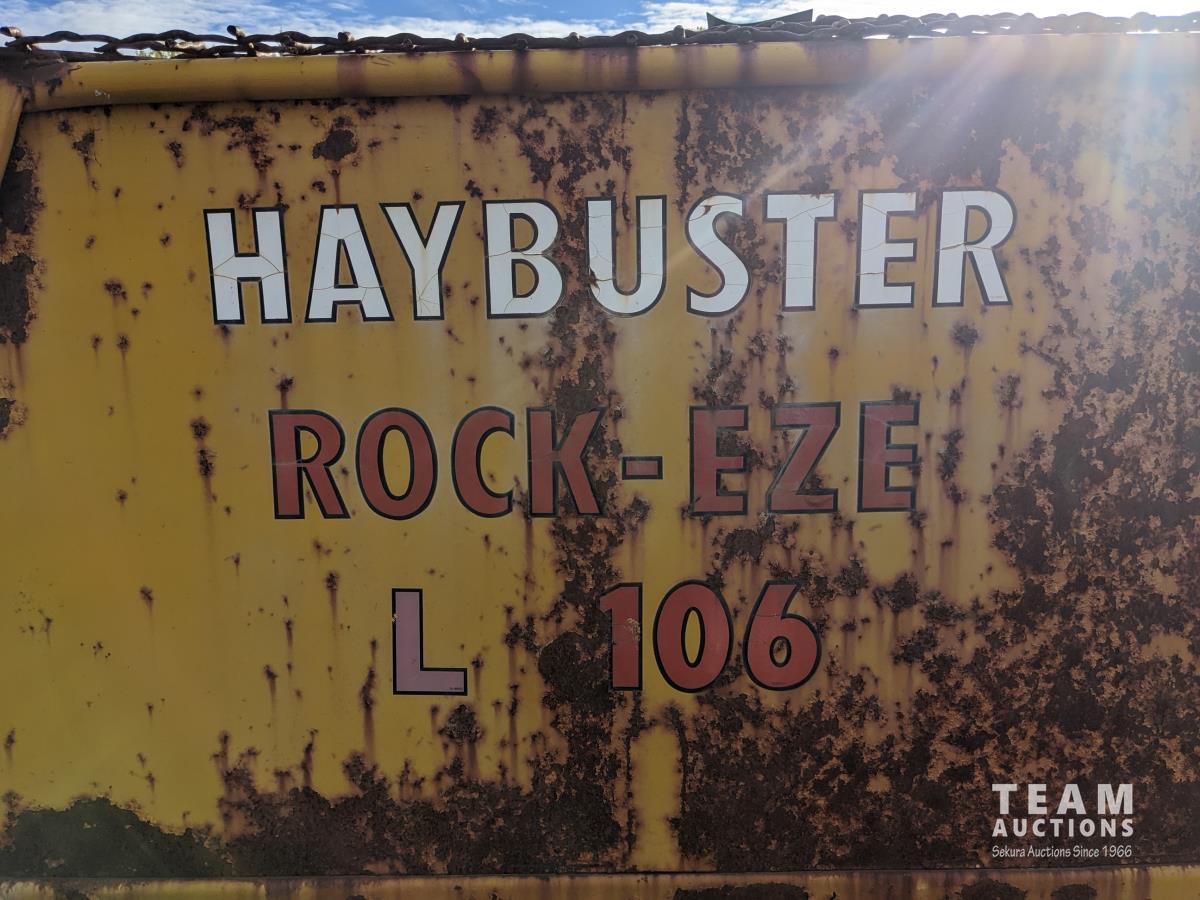 HAYBUSTER
ROCK-EZE
L 106
TEAM
AUCTIONS
Sekura Auctions Since 1966